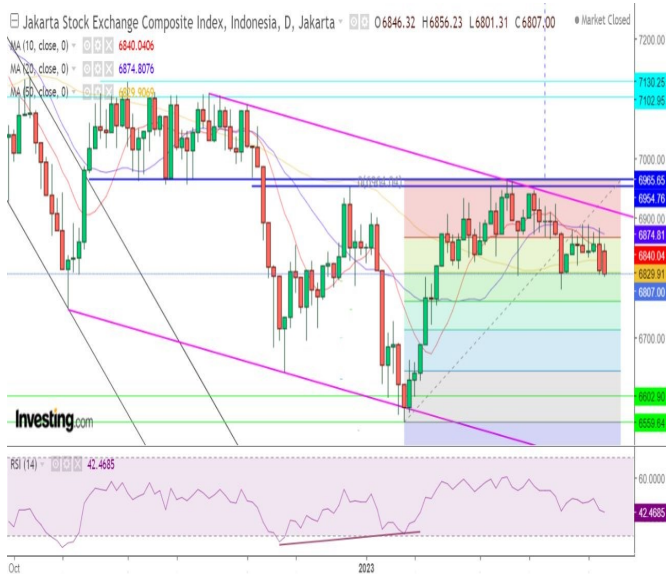 Jakarta Stock Exchange Composite Index, Indonesia, D, Jakarta O6846.32 H6856.23 L6801.31 C6807.00 Market Closed
MA (10, close, 0) 6840.0406
MA (20, close, 0) 6874.8076
MA (50, close, 0) 6829.9069
7200.00
7130.25
7102.95
7000.00
6965.65
6954.76
6900.00
6874.81
6840.04
6829.91
6807.00
6700.00
6602.90
6559.64
Investing.com
RSI (14) 42.4685
60.0000
42.4685
Oct 2023